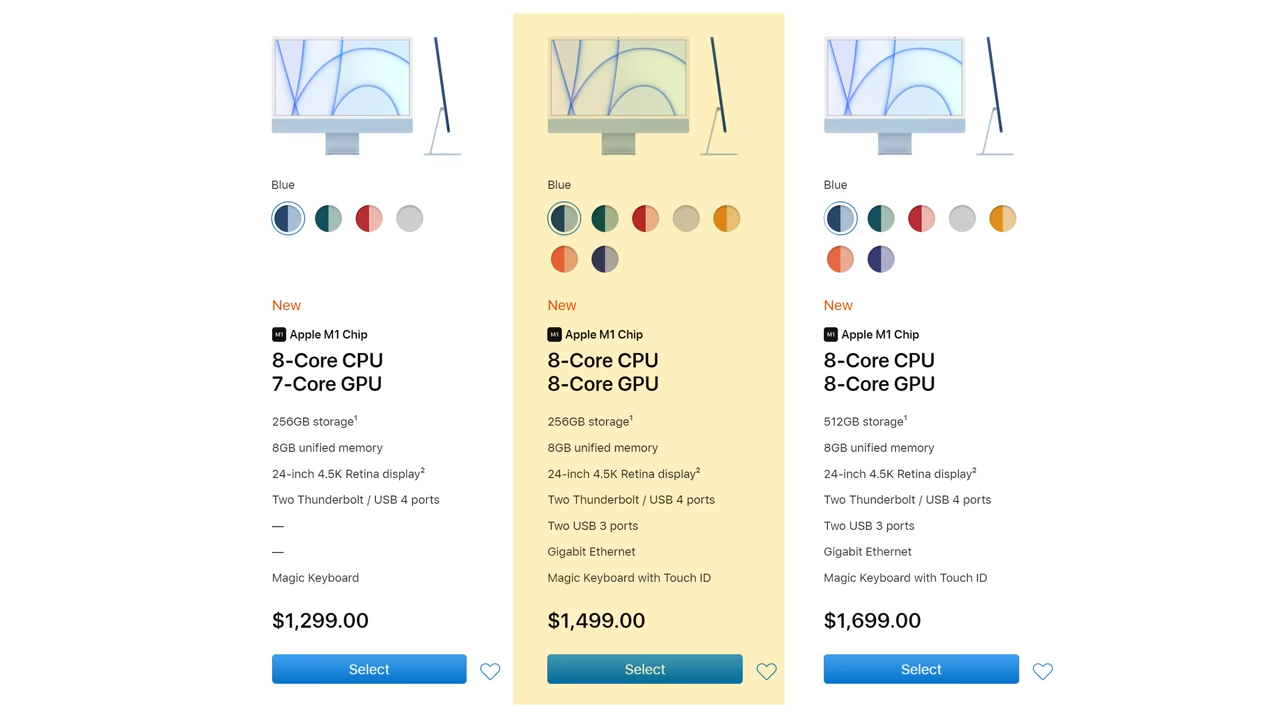 Blue
New
M1 Apple M1 Chip
8-Core CPU
7-Core GPU
256GB storage¹
8GB unified memory
24-inch 4.5K Retina display²
Two Thunderbolt / USB 4 ports
—
—
Magic Keyboard
$1,299.00
Select
Blue
New
M1 Apple M1 Chip
8-Core CPU
8-Core GPU
256GB storage¹
8GB unified memory
24-inch 4.5K Retina display²
Two Thunderbolt / USB 4 ports
Two USB 3 ports
Gigabit Ethernet
Magic Keyboard with Touch ID
$1,499.00
Select
Blue
New
M1 Apple M1 Chip
8-Core CPU
8-Core GPU
512GB storage¹
8GB unified memory
24-inch 4.5K Retina display²
Two Thunderbolt / USB 4 ports
Two USB 3 ports
Gigabit Ethernet
Magic Keyboard with Touch ID
$1,699.00
Select